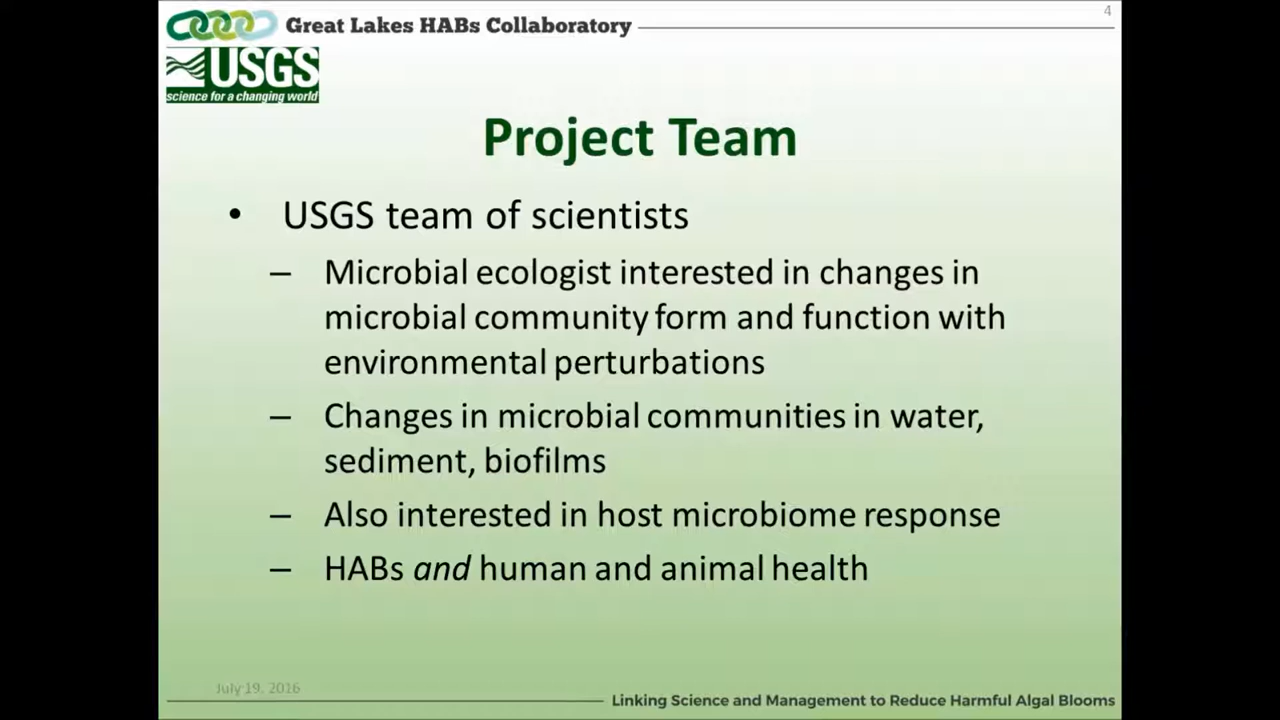 4
Great Lakes HABs Collaboratory
USGS
science for a changing world
Project Team
• USGS team of scientists
– Microbial ecologist interested in changes in
microbial community form and function with
environmental perturbations
– Changes in microbial communities in water,
sediment, biofilms
– Also interested in host microbiome response
– HABs and human and animal health
July 19, 2016
Linking Science and Management to Reduce Harmful Algal Blooms